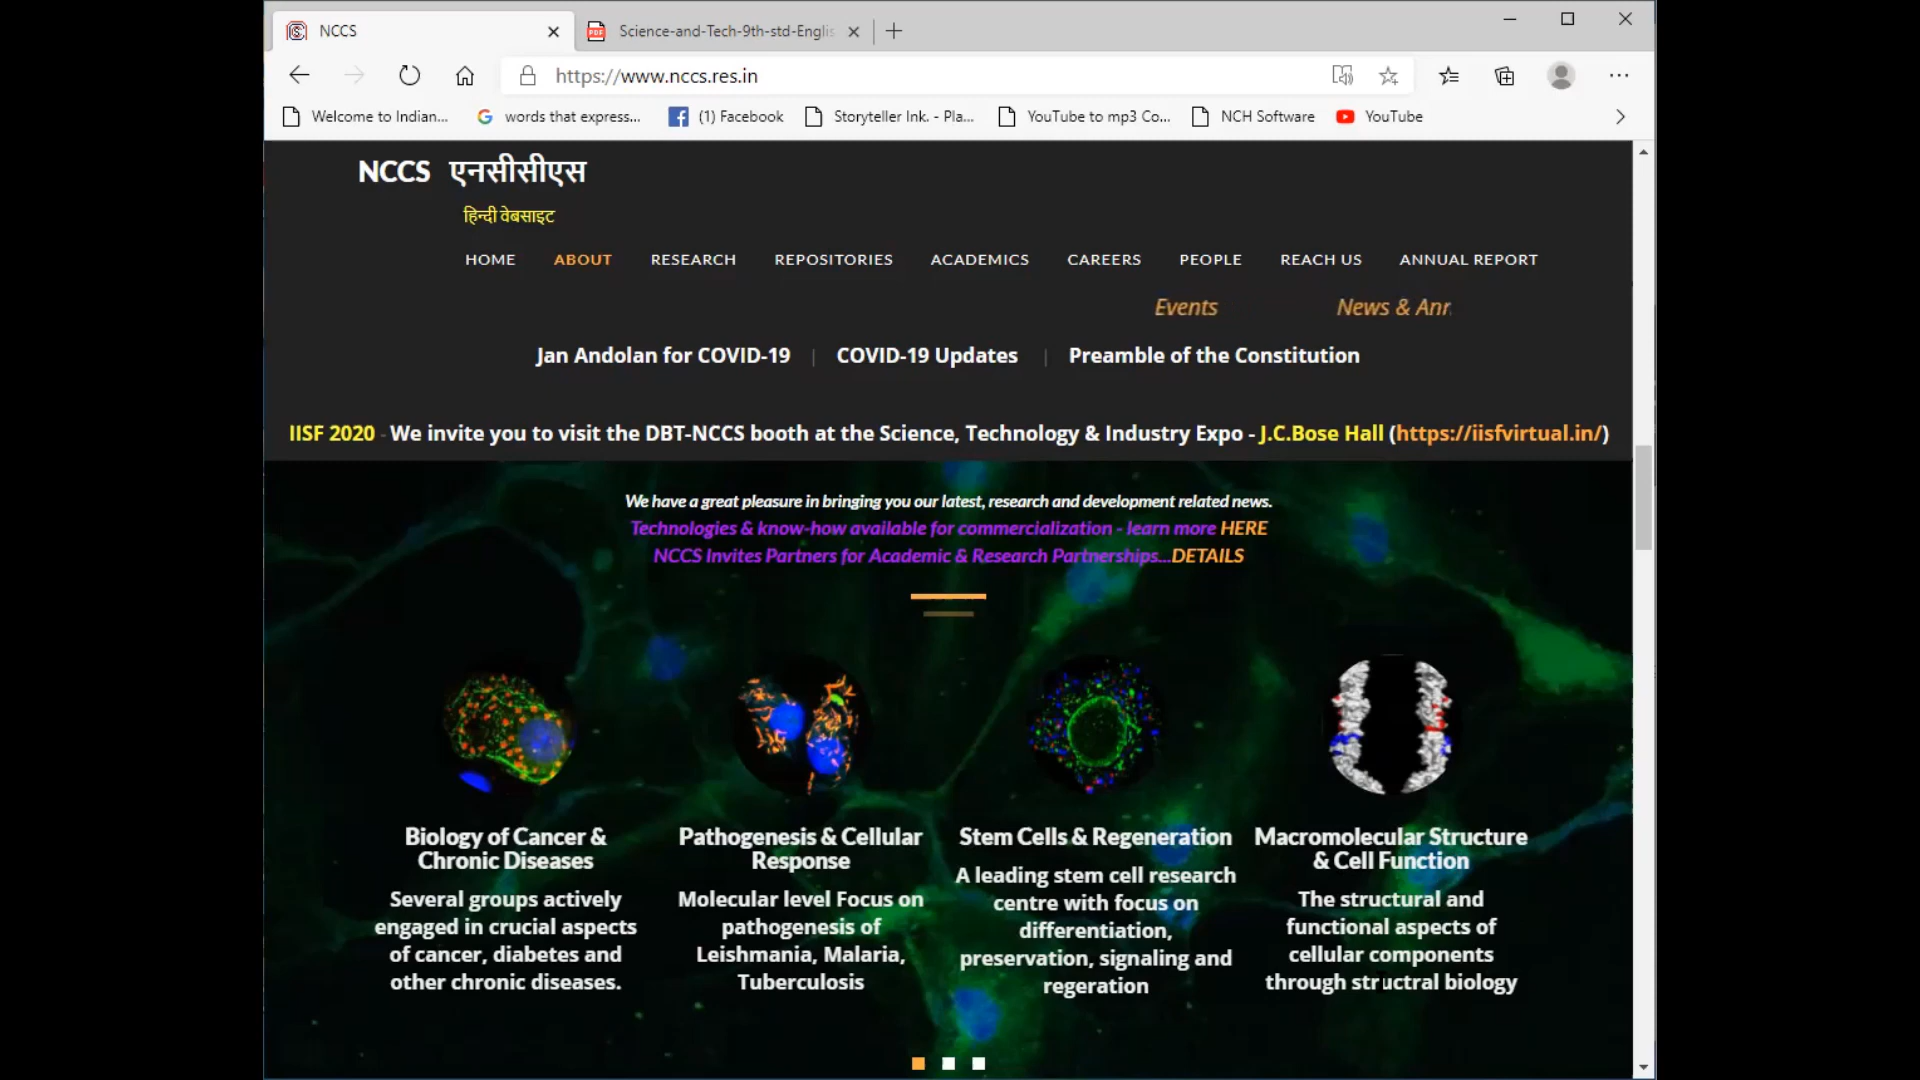 NCCS
Science-and-Tech-9th-std-Englis
https://www.nccs.res.in
Welcome to Indian...
words that express...
(1) Facebook
Storyteller Ink. - Pla...
YouTube to mp3 Co...
NCH Software
YouTube
NCCS एनसीसीएस
हिन्दी वेबसाइट
HOME ABOUT RESEARCH REPOSITORIES ACADEMICS CAREERS PEOPLE REACH US ANNUAL REPORT
Events News & Ann
Jan Andolan for COVID-19 | COVID-19 Updates | Preamble of the Constitution
IISF 2020 - We invite you to visit the DBT-NCCS booth at the Science, Technology & Industry Expo - J.C.Bose Hall (https://iisfvirtual.in/)
We have a great pleasure in bringing you our latest, research and development related news.
Technologies & know-how available for commercialization - learn more HERE
NCCS Invites Partners for Academic & Research Partnerships...DETAILS
Biology of Cancer &
Chronic Diseases
Several groups actively
engaged in crucial aspects
of cancer, diabetes and
other chronic diseases.
Pathogenesis & Cellular
Response
Molecular level Focus on
pathogenesis of
Leishmania, Malaria,
Tuberculosis
Stem Cells & Regeneration
A leading stem cell research
centre with focus on
differentiation,
preservation, signaling and
regeration
Macromolecular Structure
& Cell Function
The structural and
functional aspects of
cellular components
through structral biology